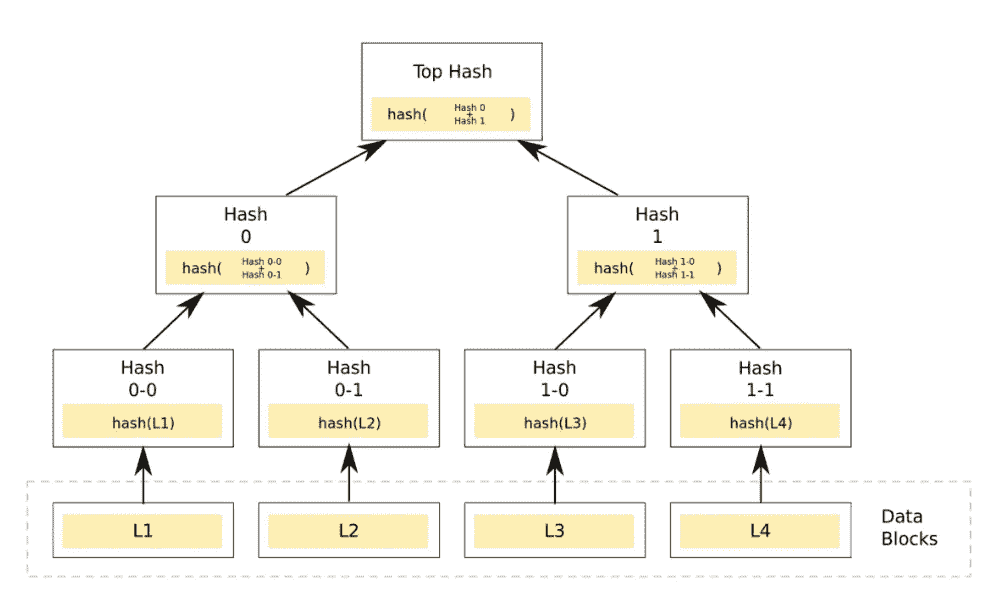 Top Hash
hash( Hash 0 + Hash 1 )
Hash
0
hash( Hash 0-0 + Hash 0-1 )
Hash
1
hash( Hash 1-0 + Hash 1-1 )
Hash
0-0
hash(L1)
Hash
0-1
hash(L2)
Hash
1-0
hash(L3)
Hash
1-1
hash(L4)
L1
L2
L3
L4
Data
Blocks